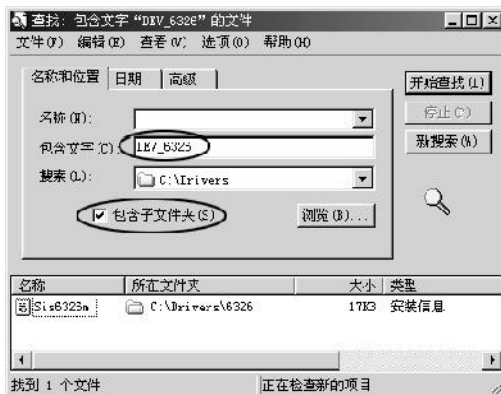 查找: 包含文字 “DEV_6326” 的文件
文件(F) 编辑(E) 查看(V) 选项(O) 帮助(H)
名称和位置 日期 高级
开始查找(I)
名称(N):
停止(P)
包含文字(C): DEV_6326
新搜索(W)
搜索(L): C:\Drivers
包含子文件夹(S) 浏览(B)...
名称 所在文件夹 大小 类型
Sis6326m C:\Drivers\6326 17KB 安装信息
找到 1 个文件 正在检查新的项目